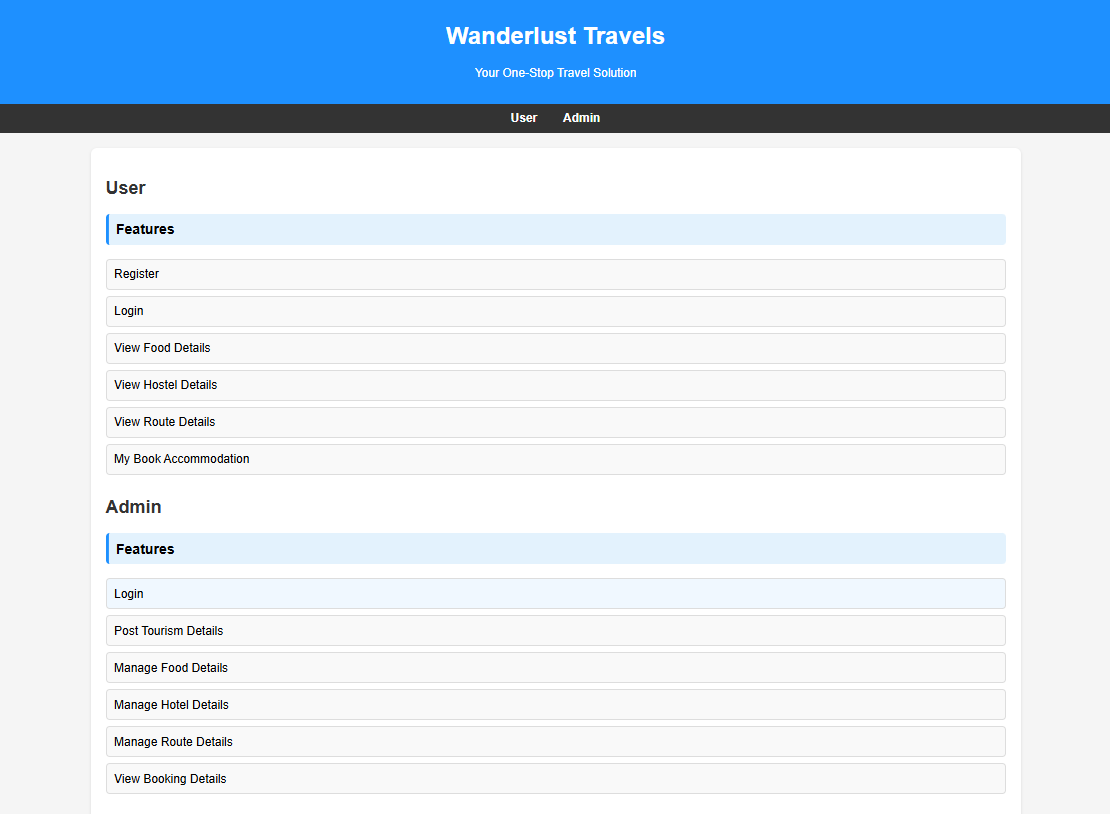 Wanderlust Travels
Your One-Stop Travel Solution
User Admin
User
Features
Register
Login
View Food Details
View Hostel Details
View Route Details
My Book Accommodation
Admin
Features
Login
Post Tourism Details
Manage Food Details
Manage Hotel Details
Manage Route Details
View Booking Details